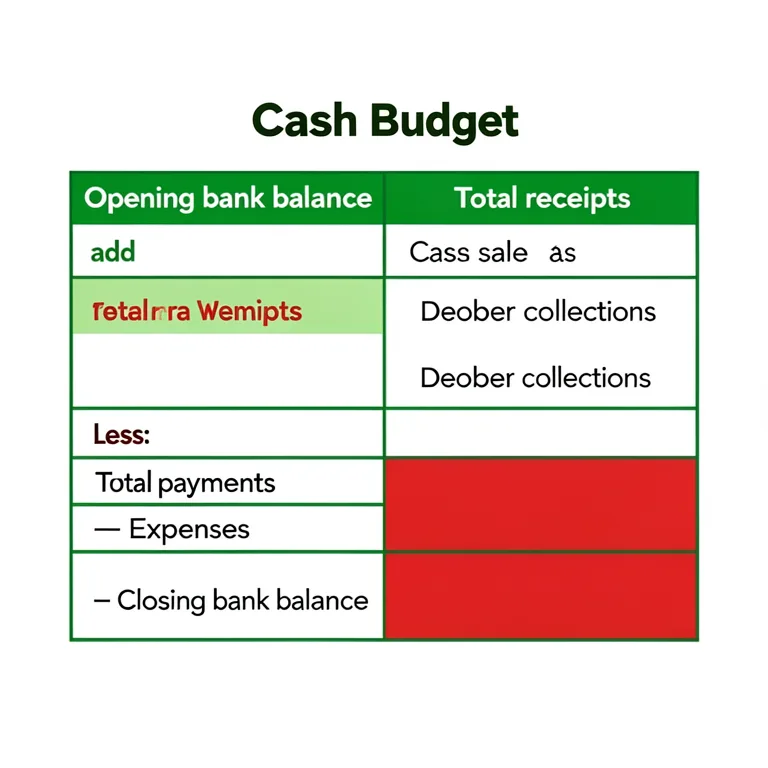 Cash Budget
Opening bank balance
Total receipts
add
Cass sale as
Wemipts
Deober collections
Deober collections
Less:
Total payments
— Expenses
– Closing bank balance